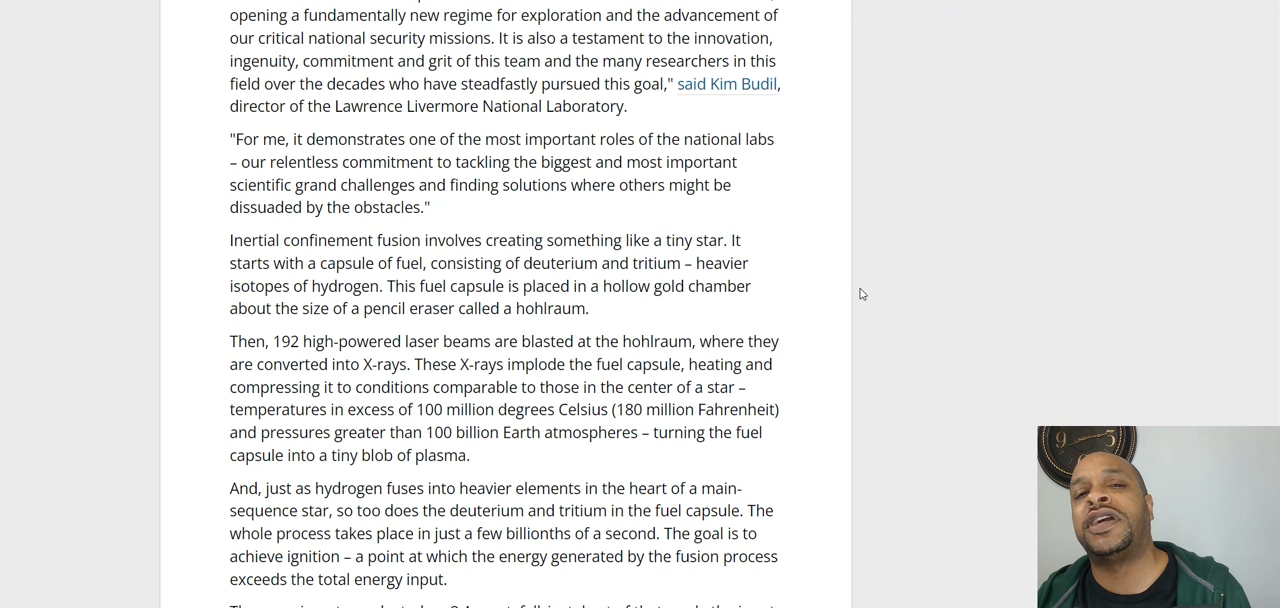 opening a fundamentally new regime for exploration and the advancement of
our critical national security missions. It is also a testament to the innovation,
ingenuity, commitment and grit of this team and the many researchers in this
field over the decades who have steadfastly pursued this goal," said Kim Budil,
director of the Lawrence Livermore National Laboratory.
"For me, it demonstrates one of the most important roles of the national labs
– our relentless commitment to tackling the biggest and most important
scientific grand challenges and finding solutions where others might be
dissuaded by the obstacles."
Inertial confinement fusion involves creating something like a tiny star. It
starts with a capsule of fuel, consisting of deuterium and tritium – heavier
isotopes of hydrogen. This fuel capsule is placed in a hollow gold chamber
about the size of a pencil eraser called a hohlraum.
Then, 192 high-powered laser beams are blasted at the hohlraum, where they
are converted into X-rays. These X-rays implode the fuel capsule, heating and
compressing it to conditions comparable to those in the center of a star –
temperatures in excess of 100 million degrees Celsius (180 million Fahrenheit)
and pressures greater than 100 billion Earth atmospheres – turning the fuel
capsule into a tiny blob of plasma.
And, just as hydrogen fuses into heavier elements in the heart of a main-
sequence star, so too does the deuterium and tritium in the fuel capsule. The
whole process takes place in just a few billionths of a second. The goal is to
achieve ignition – a point at which the energy generated by the fusion process
exceeds the total energy input.
9 5